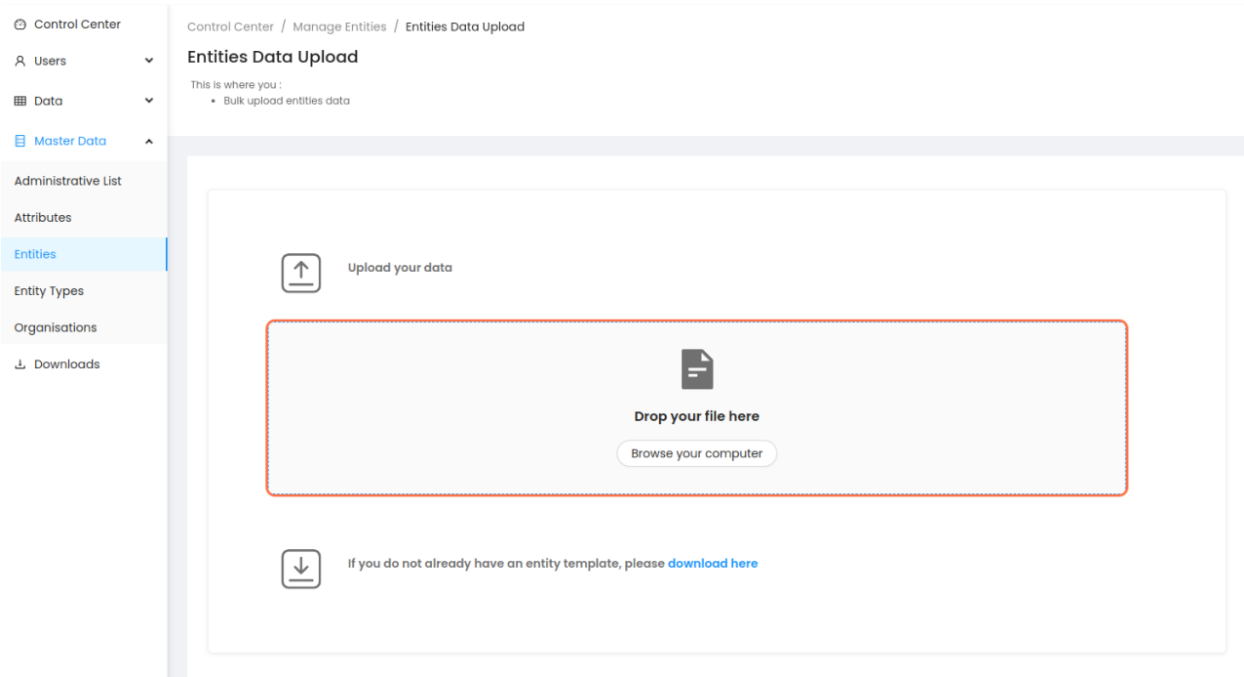 Control Center
Users
Data
Master Data
Administrative List
Attributes
Entities
Entity Types
Organisations
Downloads
Control Center / Manage Entities / Entities Data Upload
Entities Data Upload
This is where you :
• Bulk upload entities data
Upload your data
Drop your file here
Browse your computer
If you do not already have an entity template, please download here